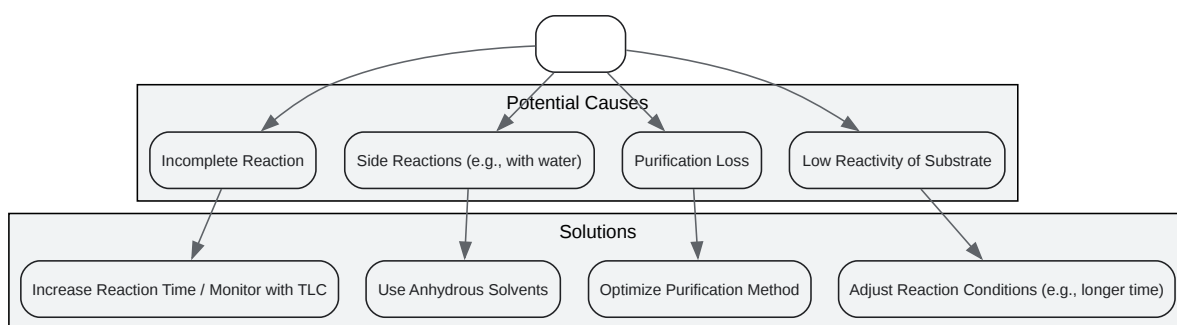 Potential Causes
Incomplete Reaction
Side Reactions (e.g., with water)
Purification Loss
Low Reactivity of Substrate
Solutions
Increase Reaction Time / Monitor with TLC
Use Anhydrous Solvents
Optimize Purification Method
Adjust Reaction Conditions (e.g., longer time)